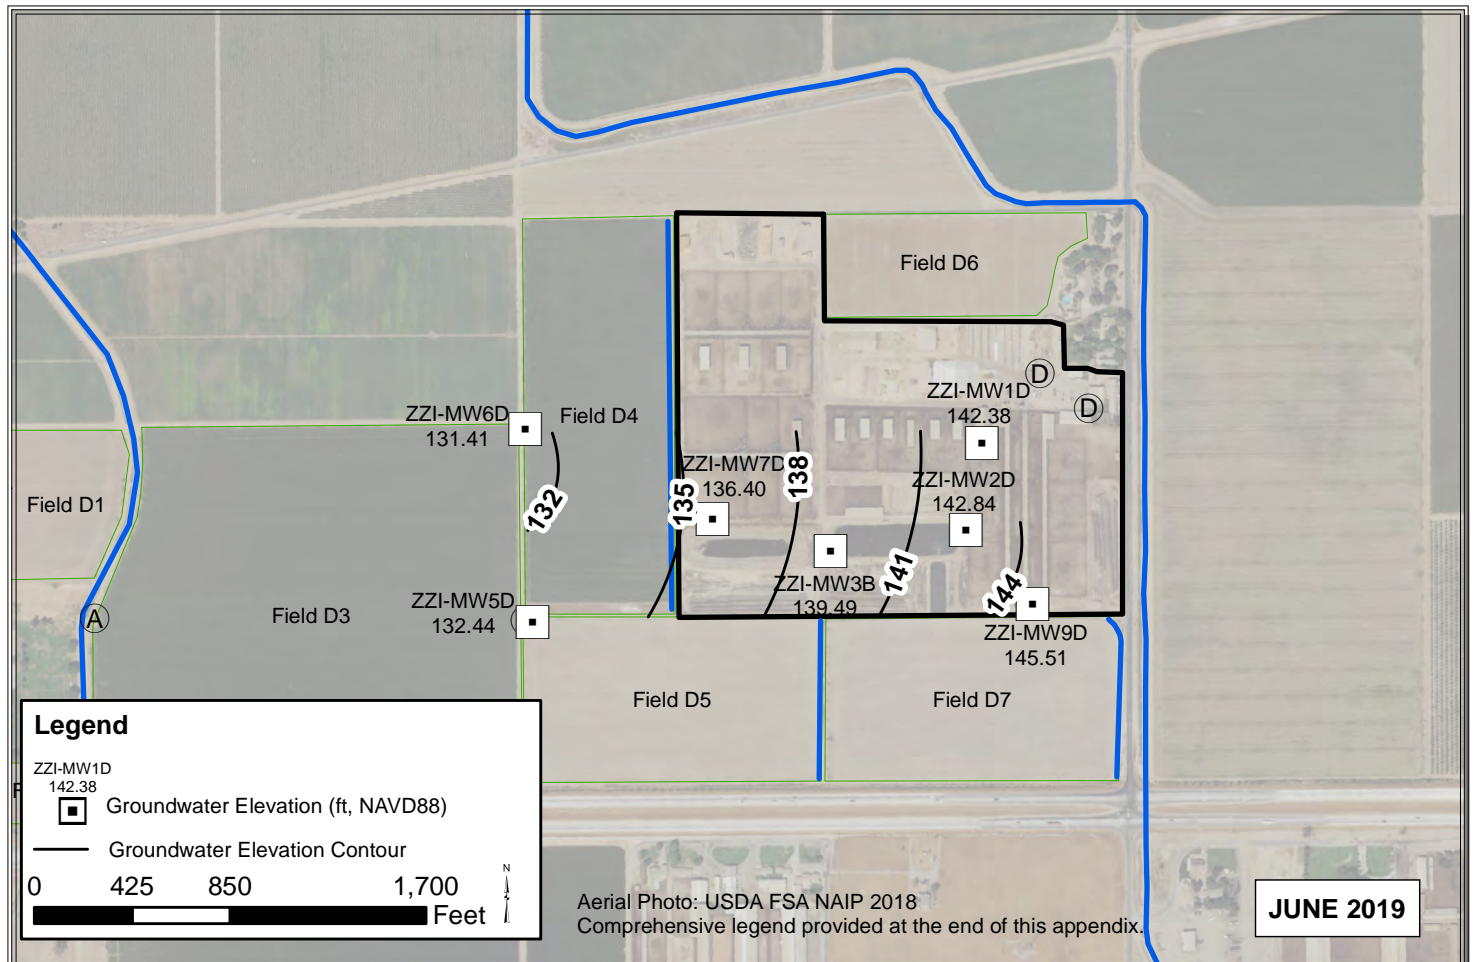 Field D6
D
ZZI-MW1D
142.38
D
ZZI-MW6D
131.41
Field D4
ZZI-MW7D
136.40
138
ZZI-MW2D
142.84
Field D1
132
135
141
ZZI-MW3B
139.49
144
A
Field D3
ZZI-MW5D
132.44
ZZI-MW9D
145.51
Field D5
Field D7
Legend
ZZI-MW1D
142.38
Groundwater Elevation (ft, NAVD88)
Groundwater Elevation Contour
0 425 850 1,700
Feet
N
Aerial Photo: USDA FSA NAIP 2018
Comprehensive legend provided at the end of this appendix.
JUNE 2019